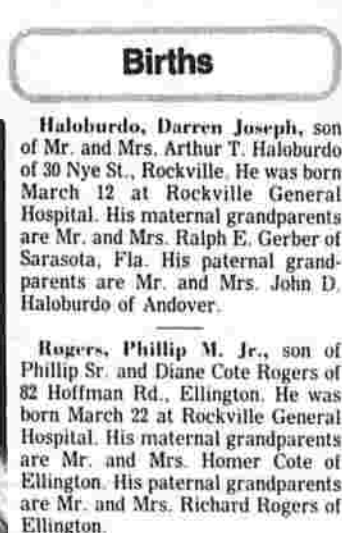 Births
Haloburdo, Darren Joseph, son
of Mr. and Mrs. Arthur T. Haloburdo
of 30 Nye St., Rockville. He was born
March 12 at Rockville General
Hospital. His maternal grandparents
are Mr. and Mrs. Ralph E. Gerber of
Sarasota, Fla. His paternal grand-
parents are Mr. and Mrs. John D.
Haloburdo of Andover.
Rogers, Phillip M. Jr., son of
Phillip Sr. and Diane Cote Rogers of
82 Hoffman Rd., Ellington. He was
born March 22 at Rockville General
Hospital. His maternal grandparents
are Mr. and Mrs. Homer Cote of
Ellington. His paternal grandparents
are Mr. and Mrs. Richard Rogers of
Ellington.